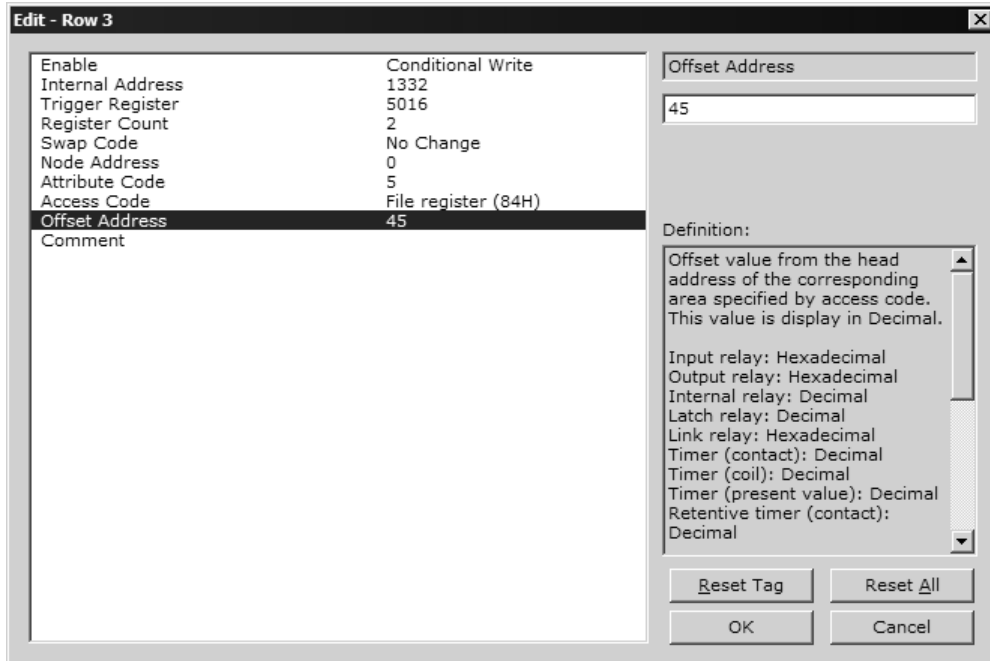 Edit - Row 3
Enable Conditional Write
Internal Address 1332
Trigger Register 5016
Register Count 2
Swap Code No Change
Node Address 0
Attribute Code 5
Access Code File register (84H)
Offset Address 45
Comment
Offset Address
45
Definition:
Offset value from the head
address of the corresponding
area specified by access code.
This value is display in Decimal.
Input relay: Hexadecimal
Output relay: Hexadecimal
Internal relay: Decimal
Latch relay: Decimal
Link relay: Hexadecimal
Timer (contact): Decimal
Timer (coil): Decimal
Timer (present value): Decimal
Retentive timer (contact):
Decimal
Reset Tag Reset All
OK Cancel